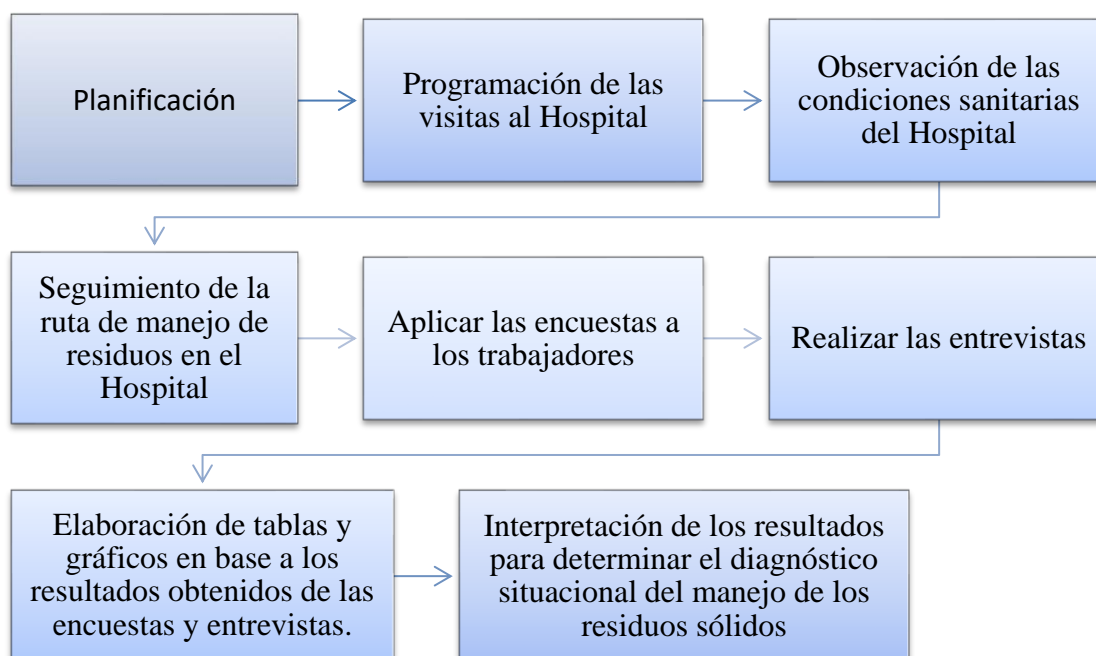 Planificación
Programación de las
visitas al Hospital
Observación de las
condiciones sanitarias
del Hospital
Seguimiento de la
ruta de manejo de
residuos en el
Hospital
Aplicar las encuestas a
los trabajadores
Realizar las entrevistas
Elaboración de tablas y
gráficos en base a los
resultados obtenidos de las
encuestas y entrevistas.
Interpretación de los resultados
para determinar el diagnóstico
situacional del manejo de los
residuos sólidos